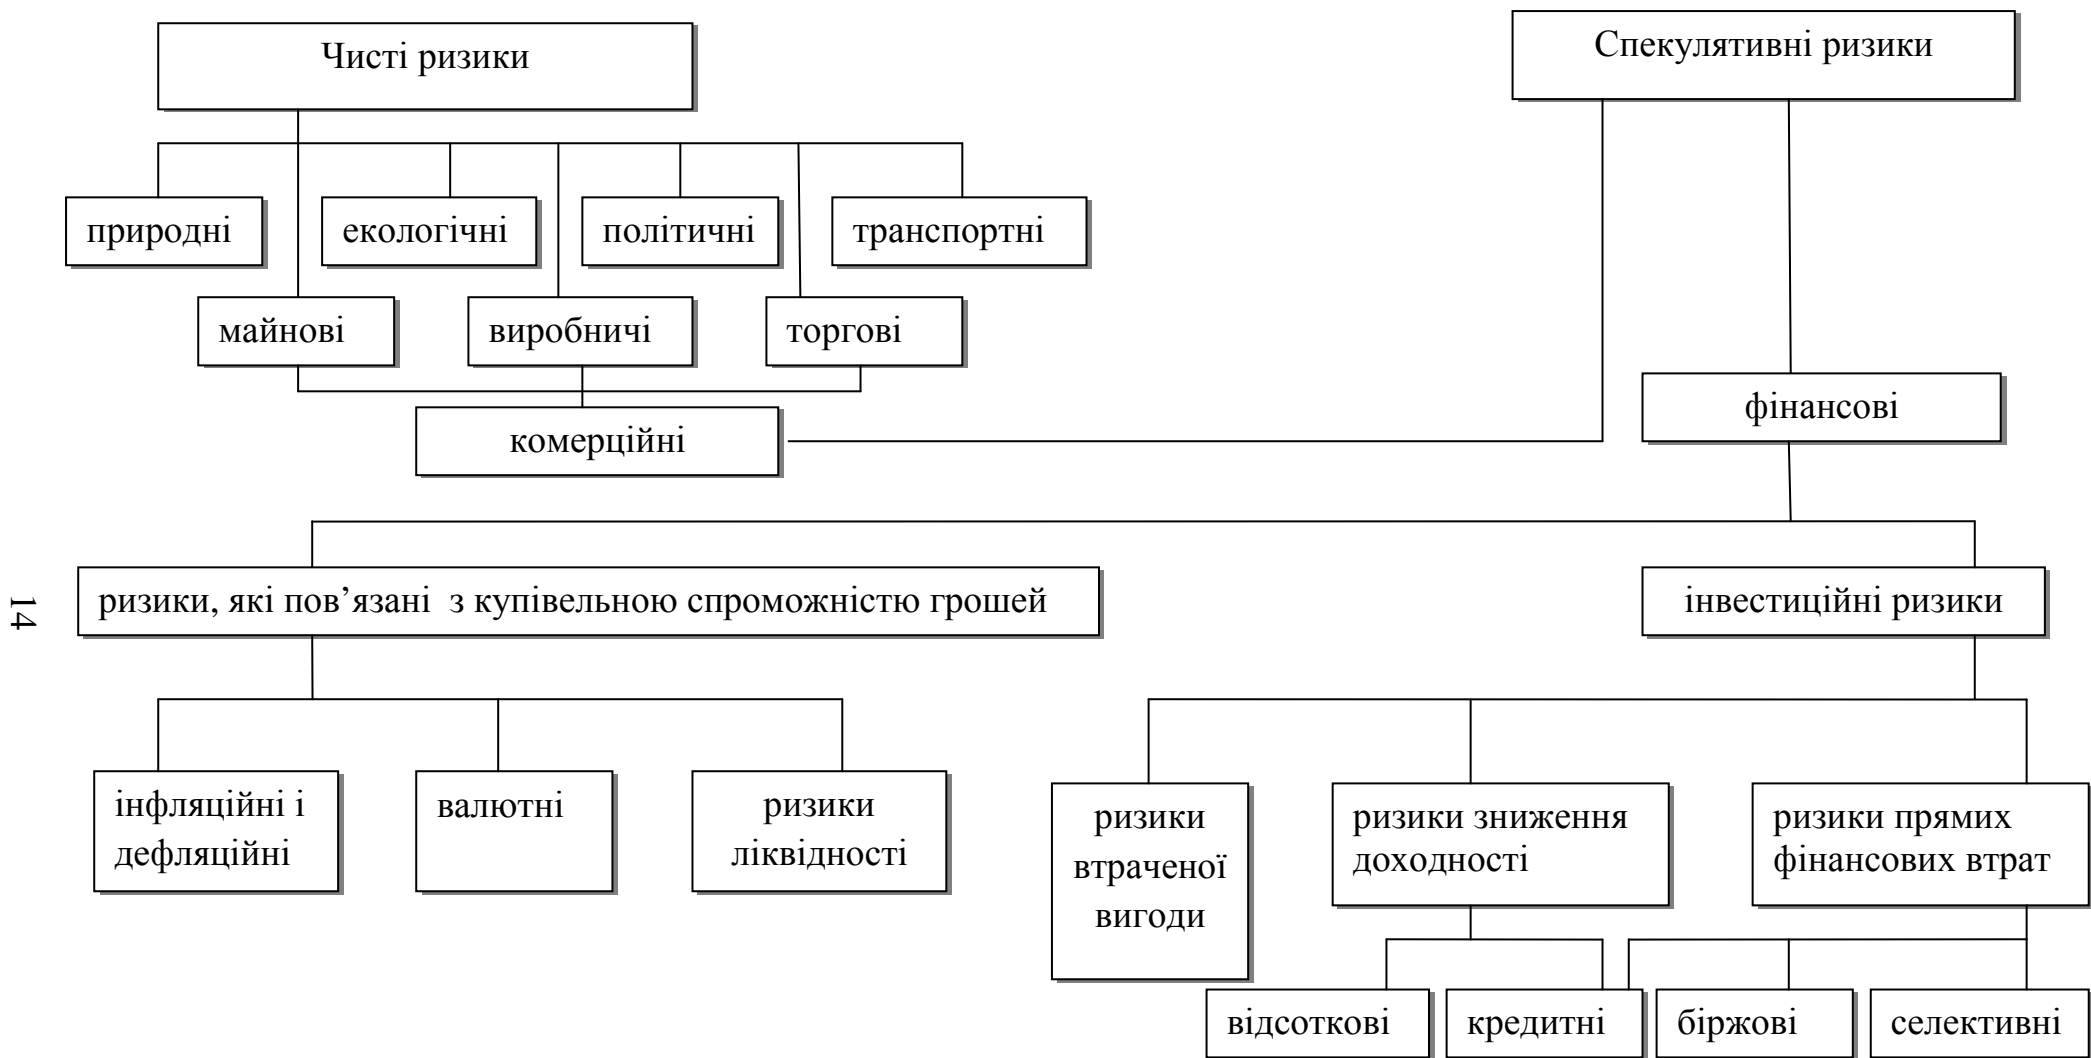 Чисті ризики
Спекулятивні ризики
природні
екологічні
політичні
транспортні
майнові
виробничі
торгові
фінансові
комерційні
ризики, які пов’язані з купівельною спроможністю грошей
інвестиційні ризики
14
інфляційні і
дефляційні
валютні
ризики
ліквідності
ризики
втраченої
вигоди
ризики зниження
доходності
ризики прямих
фінансових втрат
відсоткові
кредитні
біржові
селективні